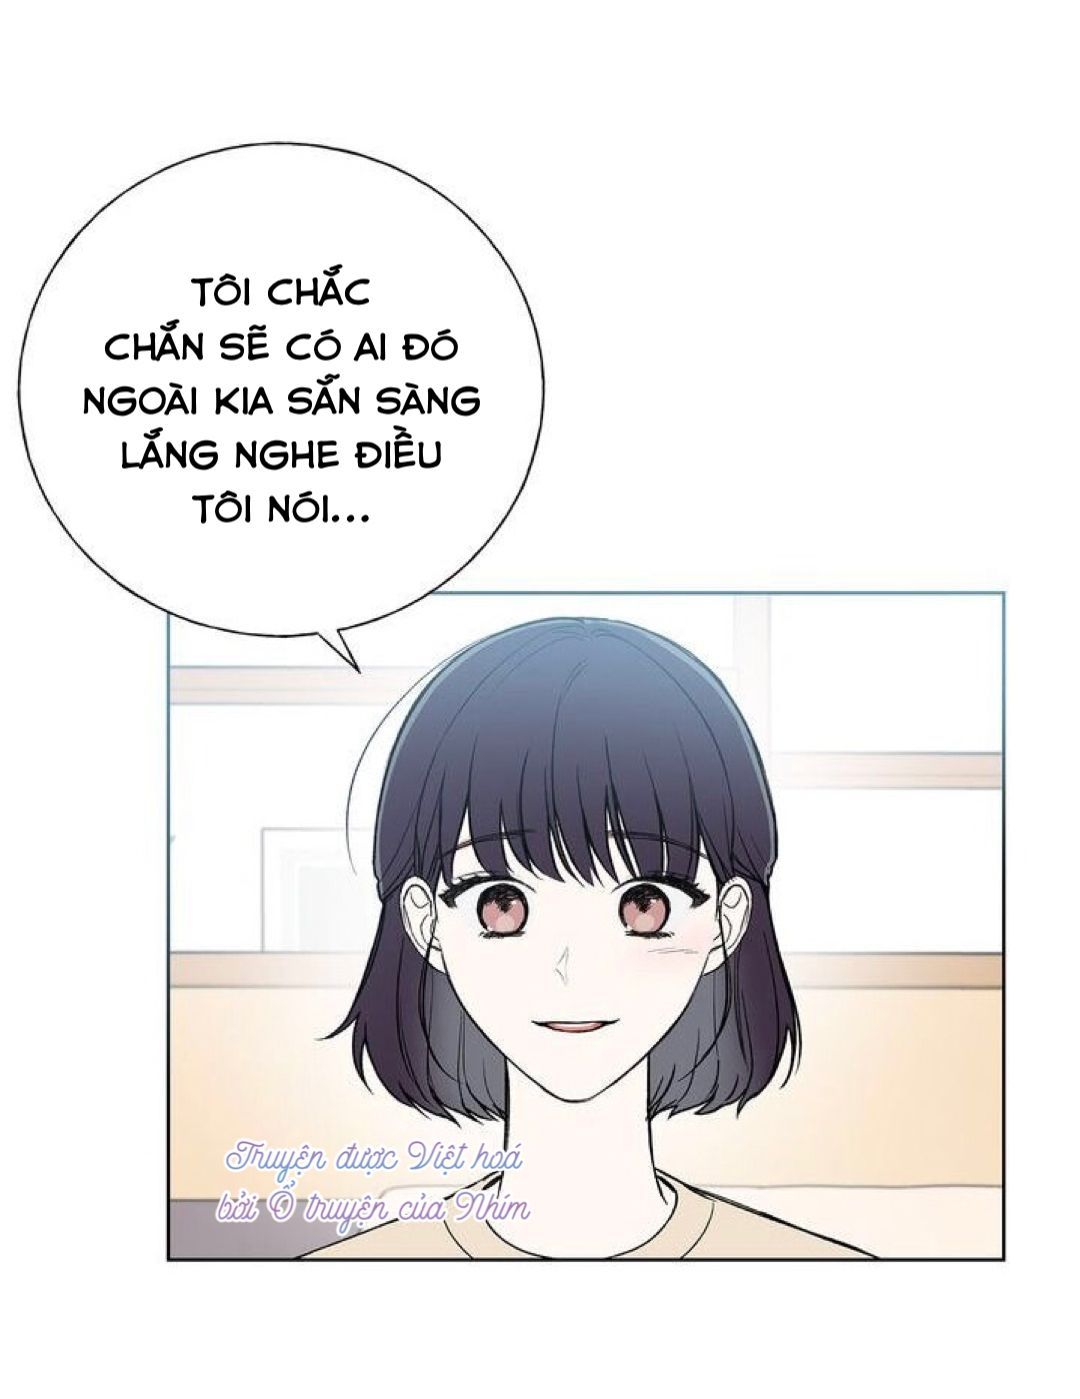 TÔI CHẮC
CHẮN SẼ CÓ AI ĐÓ
NGOÀI KIA SẴN SÀNG
LẮNG NGHE ĐIỀU
TÔI NÓI...
Truyện được Việt hoá
bởi Ổ truyện của Nhím